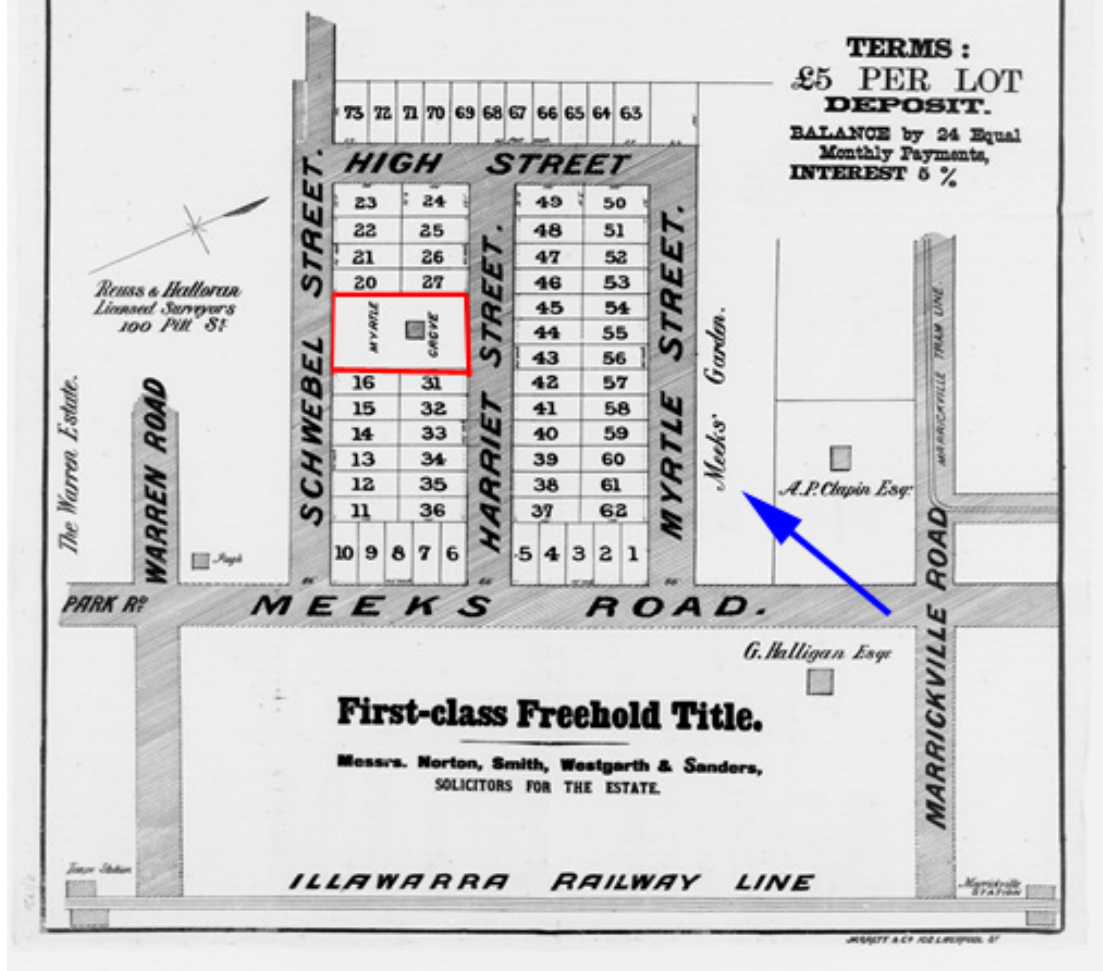 TERMS :
£5 PER LOT
DEPOSIT.
BALANCE by 24 Equal
Monthly Payments,
INTEREST 5 %
73 72 71 70 69 68 67 66 65 64 63
HIGH STREET
SCHWEBEL STREET.
HARRIET STREET.
MYRTLE STREET.
23 24 49 50
22 25 48 51
21 26 47 52
20 27 46 53
45 54
MYRTLE GROVE
44 55
43 56
16 31 42 57
15 32 41 58
14 33 40 59
13 34 39 60
12 35 38 61
11 36 37 62
10 9 8 7 6 5 4 3 2 1
Reuss & Halloran
Licensed Surveyors
100 Pitt St
The Warren Estate.
WARREN ROAD
Meeks' Garden.
MARRICKVILLE TRAM LINE.
A.P. Clapin Esqr
66 66 66
PARK RD
MEEKS ROAD.
MARRICKVILLE ROAD
G. Halligan Esqr
First-class Freehold Title.
Messrs. Norton, Smith, Westgarth & Sanders,
SOLICITORS FOR THE ESTATE.
ILLAWARRA RAILWAY LINE
Marrickville
STATION